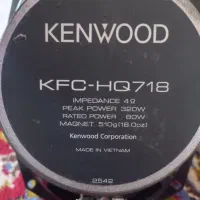 KENWOOD
KFC-HQ718
IMPEDANCE 4Ω
PEAK POWER 320W
RATED POWER 80W
MAGNET 510g(18.0oz)
Kenwood Corporation
MADE IN VIETNAM
2549